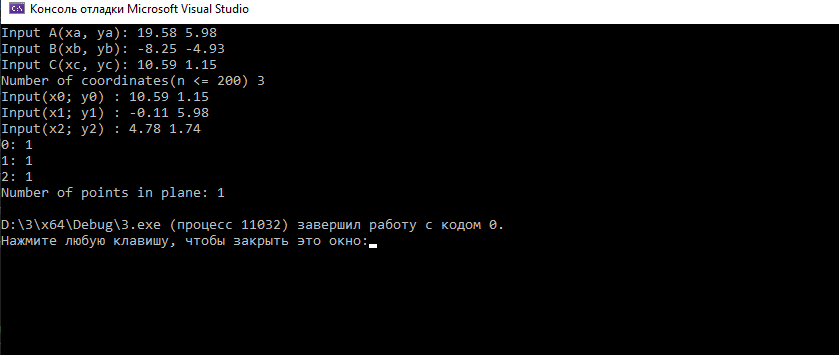 Консоль отладки Microsoft Visual Studio
Input A(xa, ya): 19.58 5.98
Input B(xb, yb): -8.25 -4.93
Input C(xc, yc): 10.59 1.15
Number of coordinates(n <= 200) 3
Input(x0; y0) : 10.59 1.15
Input(x1; y1) : -0.11 5.98
Input(x2; y2) : 4.78 1.74
0: 1
1: 1
2: 1
Number of points in plane: 1
D:\3\x64\Debug\3.exe (процесс 11032) завершил работу с кодом 0.
Нажмите любую клавишу, чтобы закрыть это окно: